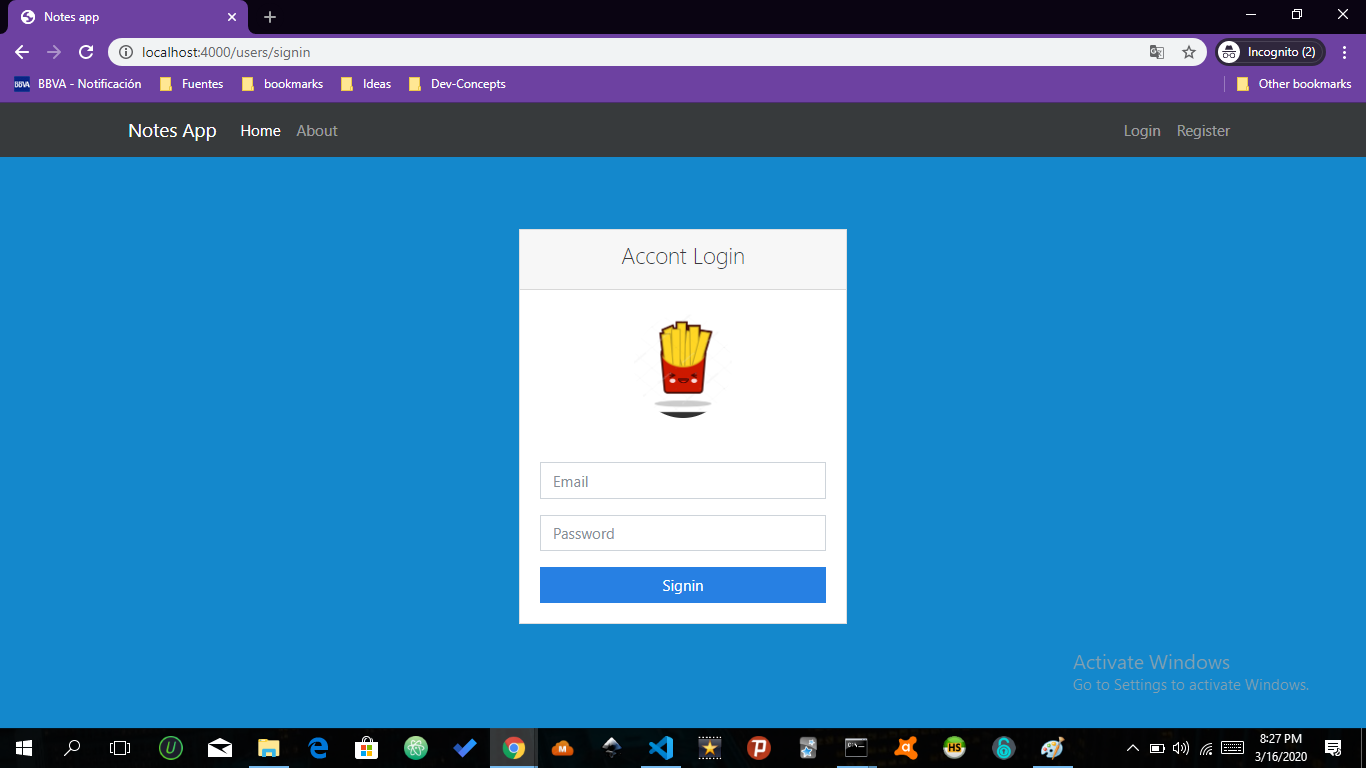 Notes app
localhost:4000/users/signin
Incognito (2)
BBVA BBVA - Notificación Fuentes bookmarks Ideas Dev-Concepts Other bookmarks
Notes App Home About Login Register
Accont Login
Email
Password
Signin
Activate Windows
Go to Settings to activate Windows.
U M P HS
8:27 PM
3/16/2020